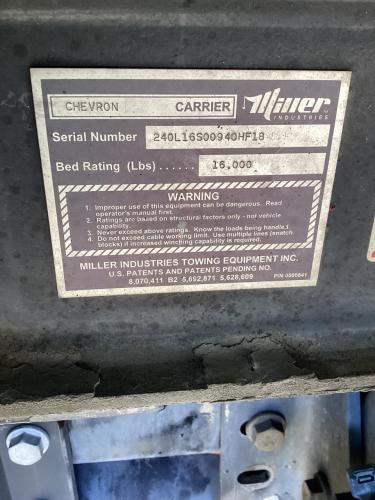 CHEVRON CARRIER Miller
INDUSTRIES
Serial Number 240L16S00940HF18
Bed Rating (Lbs) ...... 16,000
WARNING
1. Improper use of this equipment can be dangerous. Read
operator's manual first.
2. Ratings are based on structural factors only - not vehicle
capability.
3. Never exceed above ratings. Know the loads being handled.
4. Do not exceed cable working limit. Use multiple lines (snatch
blocks) if increased winching capability is required.
MILLER INDUSTRIES TOWING EQUIPMENT INC.
U.S. PATENTS AND PATENTS PENDING NO.
8,070,411 B2 5,692,871 5,628,609
P/N 0800841